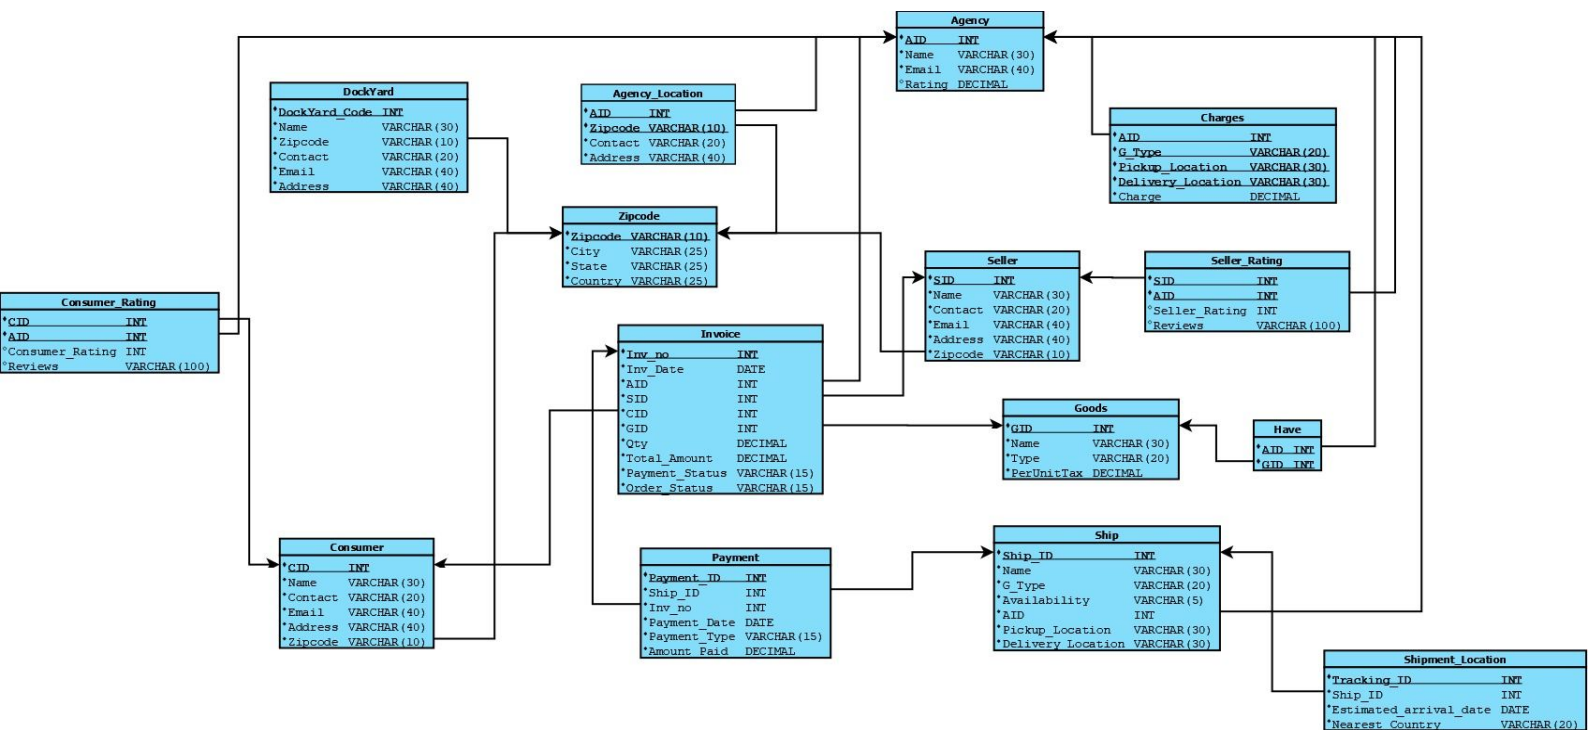 Agency
*AID INT
*Name VARCHAR(30)
*Email VARCHAR(40)
°Rating DECIMAL
DockYard
*DockYard_Code INT
*Name VARCHAR(30)
*Zipcode VARCHAR(10)
*Contact VARCHAR(20)
*Email VARCHAR(40)
*Address VARCHAR(40)
Agency_Location
*AID INT
*Zipcode VARCHAR(10)
*Contact VARCHAR(20)
*Address VARCHAR(40)
Charges
*AID INT
*G_Type VARCHAR(20)
*Pickup_Location VARCHAR(30)
*Delivery_Location VARCHAR(30)
*Charge DECIMAL
Zipcode
*Zipcode VARCHAR(10)
*City VARCHAR(25)
*State VARCHAR(25)
*Country VARCHAR(25)
Seller
*SID INT
*Name VARCHAR(30)
*Contact VARCHAR(20)
*Email VARCHAR(40)
*Address VARCHAR(40)
*Zipcode VARCHAR(10)
Seller_Rating
*SID INT
*AID INT
°Seller_Rating INT
°Reviews VARCHAR(100)
Consumer_Rating
*CID INT
*AID INT
°Consumer_Rating INT
°Reviews VARCHAR(100)
Invoice
*Inv_no INT
*Inv_Date DATE
*AID INT
*SID INT
*CID INT
*GID INT
*Qty DECIMAL
*Total_Amount DECIMAL
*Payment_Status VARCHAR(15)
*Order_Status VARCHAR(15)
Goods
*GID INT
*Name VARCHAR(30)
*Type VARCHAR(20)
*PerUnitTax DECIMAL
Have
*AID INT
*GID INT
Consumer
*CID INT
*Name VARCHAR(30)
*Contact VARCHAR(20)
*Email VARCHAR(40)
*Address VARCHAR(40)
*Zipcode VARCHAR(10)
Payment
*Payment_ID INT
*Ship_ID INT
*Inv_no INT
*Payment_Date DATE
*Payment_Type VARCHAR(15)
*Amount_Paid DECIMAL
Ship
*Ship_ID INT
*Name VARCHAR(30)
*G_Type VARCHAR(20)
*Availability VARCHAR(5)
*AID INT
*Pickup_Location VARCHAR(30)
*Delivery_Location VARCHAR(30)
Shipment_Location
*Tracking_ID INT
*Ship_ID INT
*Estimated_arrival_date DATE
*Nearest_Country VARCHAR(20)